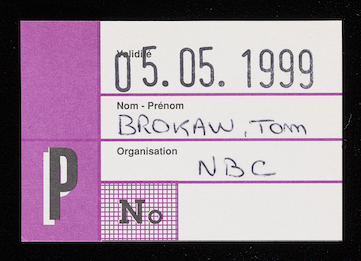 Validité
05.05.1999
Nom - Prénom
BROKAW, Tom
Organisation
NBC
P
No